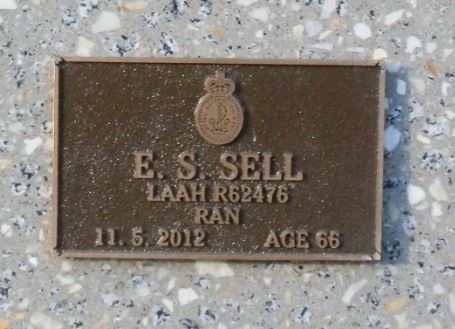 E. S. SELL
LAAH R62476
RAN
11. 5. 2012 AGE 66